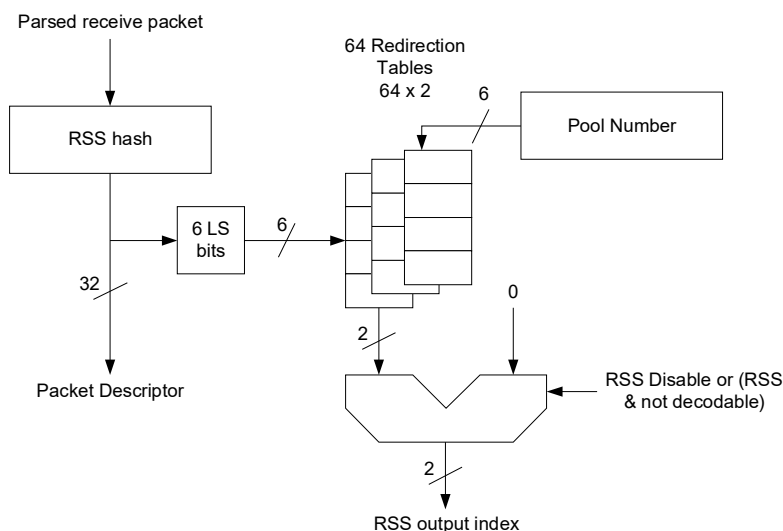 Parsed receive packet
64 Redirection
Tables
64 x 2
6
Pool Number
RSS hash
6 LS
bits
6
32
0
2
Packet Descriptor
RSS Disable or (RSS
& not decodable)
2
RSS output index